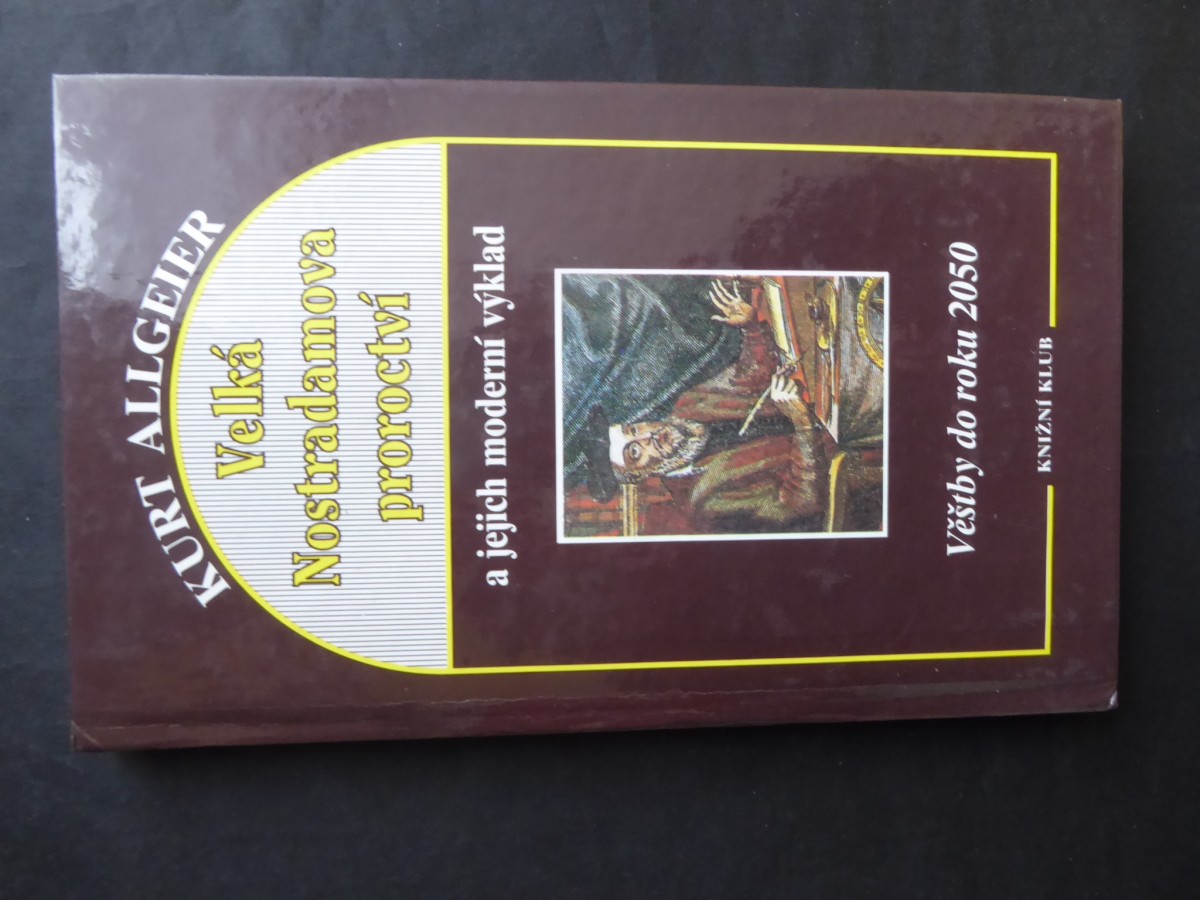 KURT ALLGEIER
Velká
Nostradamova
proroctví
a jejich moderní výklad
Věštby do roku 2050
KNIŽNÍ KLUB